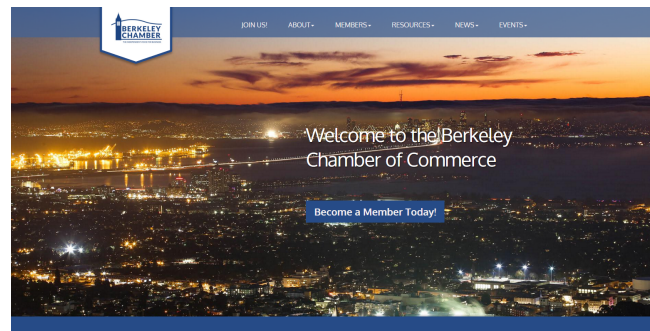 BERKELEY
CHAMBER
JOIN US!
ABOUT
MEMBERS
RESOURCES
NEWS
EVENTS
Welcome to the Berkeley
Chamber of Commerce
Become a Member Today!